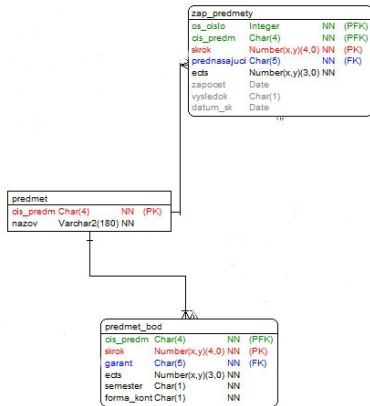 zap_predmety
os_cislo Integer NN (PFK)
cis_predm Char(4) NN (PFK)
skrok Number(x,y)(4,0) NN (PK)
prednasajuci Char(5) NN (FK)
ects Number(x,y)(3,0) NN
zapocet Date
vysledok Char(1)
datum_sk Date
predmet
cis_predm Char(4) NN (PK)
nazov Varchar2(180) NN
predmet_bod
cis_predm Char(4) NN (PFK)
skrok Number(x,y)(4,0) NN (PK)
garant Char(5) NN (FK)
ects Number(x,y)(3,0) NN
semester Char(1) NN
forma_kont Char(1) NN